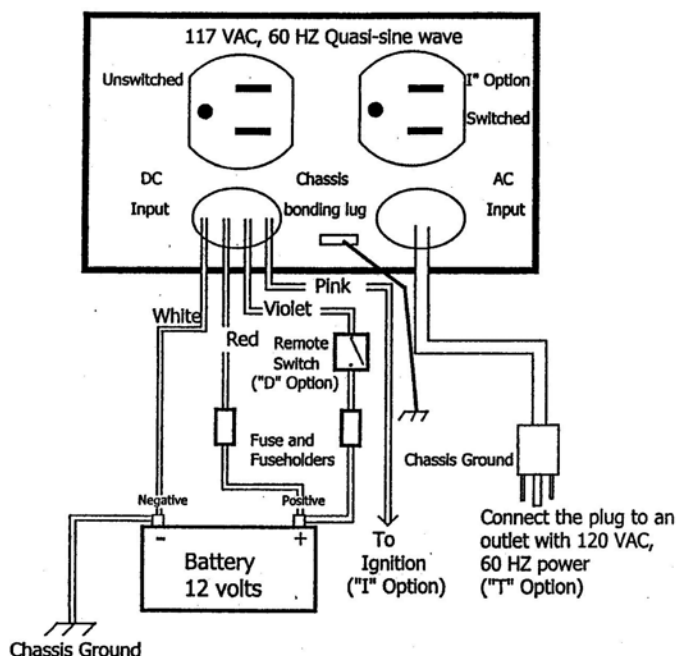 117 VAC, 60 HZ Quasi-sine wave
Unswitched
I" Option
Switched
DC
Input
Chassis
bonding lug
AC
Input
Pink
White
Violet
Red
Remote
Switch
("D" Option)
Fuse and
Fuseholders
Chassis Ground
Negative
Positive
-
+
Battery
12 volts
To
Ignition
("I" Option)
Connect the plug to an
outlet with 120 VAC,
60 HZ power
("T" Option)
Chassis Ground